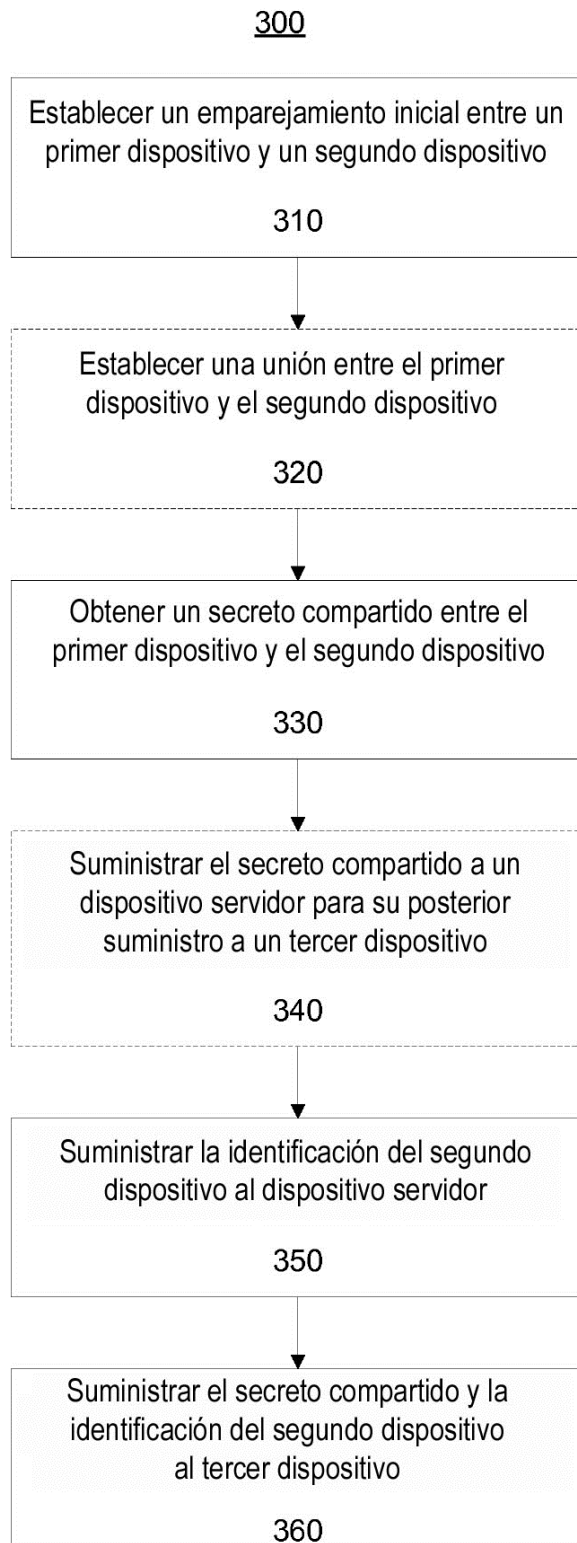 300
Establecer un emparejamiento inicial entre un
primer dispositivo y un segundo dispositivo
310
Establecer una unión entre el primer
dispositivo y el segundo dispositivo
320
Obtener un secreto compartido entre el
primer dispositivo y el segundo dispositivo
330
Suministrar el secreto compartido a un
dispositivo servidor para su posterior
suministro a un tercer dispositivo
340
Suministrar la identificación del segundo
dispositivo al dispositivo servidor
350
Suministrar el secreto compartido y la
identificación del segundo dispositivo
al tercer dispositivo
360